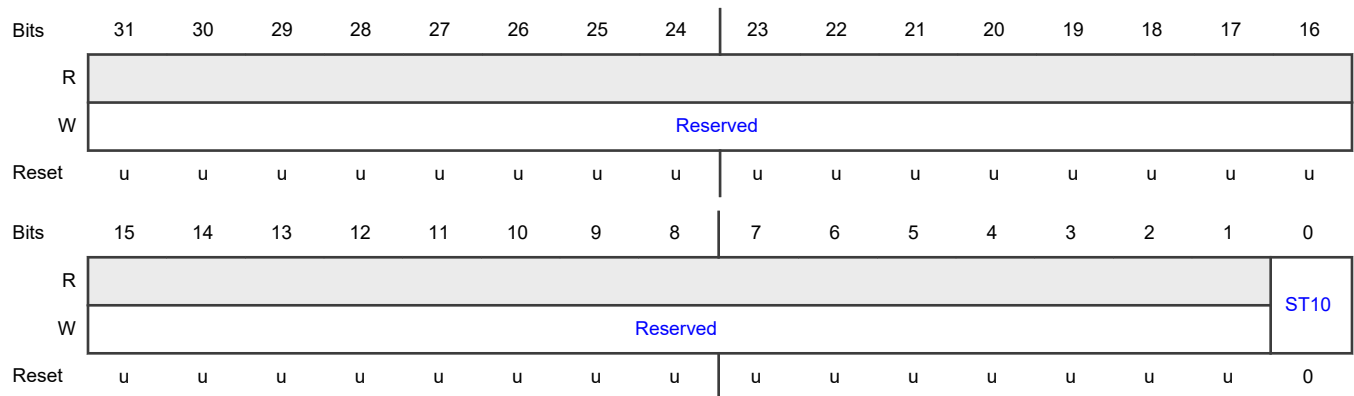 Bits 31 30 29 28 27 26 25 24 23 22 21 20 19 18 17 16
R
W Reserved
Reset u u u u u u u u u u u u u u u u
Bits 15 14 13 12 11 10 9 8 7 6 5 4 3 2 1 0
R ST10
W Reserved
Reset u u u u u u u u u u u u u u u 0